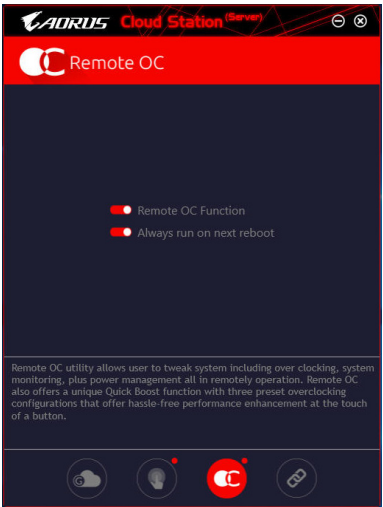 AORUS Cloud Station (Server)
Remote OC
Remote OC Function
Always run on next reboot
Remote OC utility allows user to tweak system including over clocking, system
monitoring, plus power management all in remotely operation. Remote OC
also offers a unique Quick Boost function with three preset overclocking
configurations that offer hassle-free performance enhancement at the touch
of a button.
G